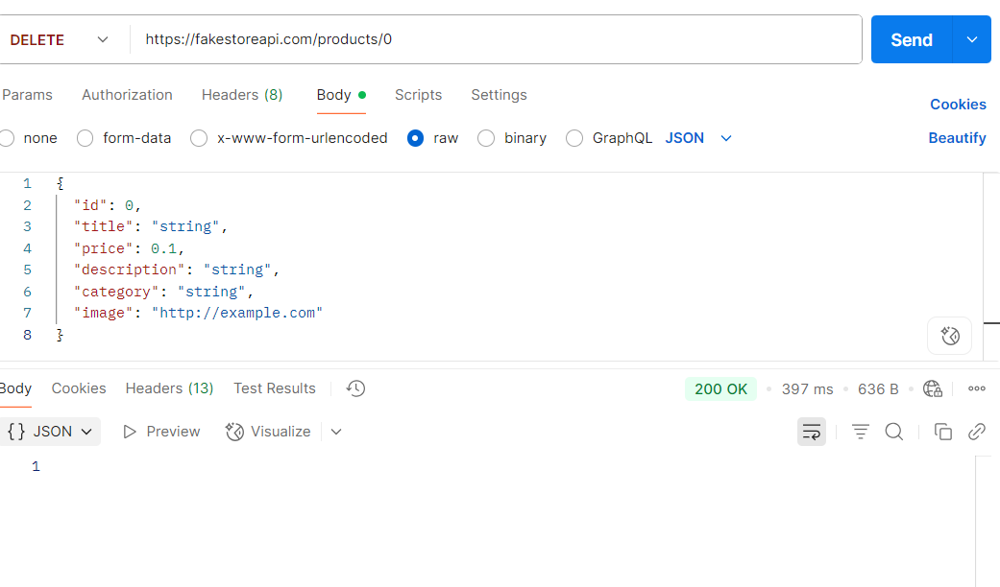 DELETE https://fakestoreapi.com/products/0 Send
Params Authorization Headers (8) Body Scripts Settings Cookies
none form-data x-www-form-urlencoded raw binary GraphQL JSON Beautify
1 {
2 "id": 0,
3 "title": "string",
4 "price": 0.1,
5 "description": "string",
6 "category": "string",
7 "image": "http://example.com"
8 }
Body Cookies Headers (13) Test Results 200 OK • 397 ms • 636 B
{} JSON Preview Visualize
1